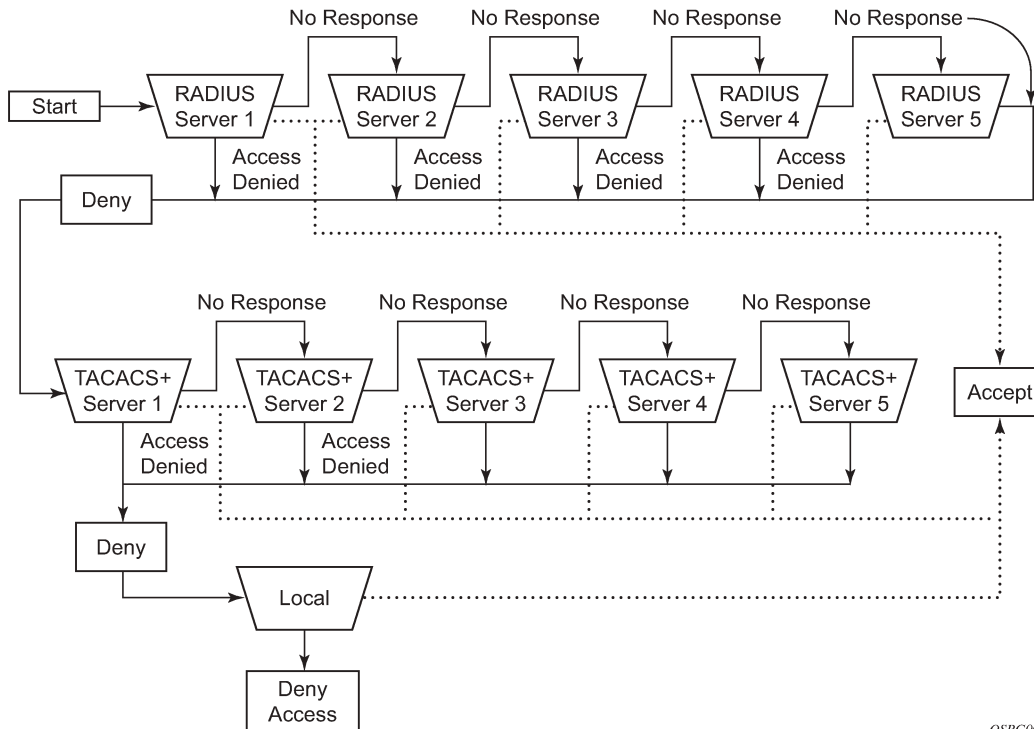 No Response
No Response
No Response
No Response
No Response
Start
RADIUS
Server 1
RADIUS
Server 2
RADIUS
Server 3
RADIUS
Server 4
RADIUS
Server 5
Access
Denied
Access
Denied
Access
Denied
Access
Denied
Deny
No Response
No Response
No Response
No Response
TACACS+
Server 1
TACACS+
Server 2
TACACS+
Server 3
TACACS+
Server 4
TACACS+
Server 5
Accept
Access
Denied
Access
Denied
Deny
Local
Deny
Access